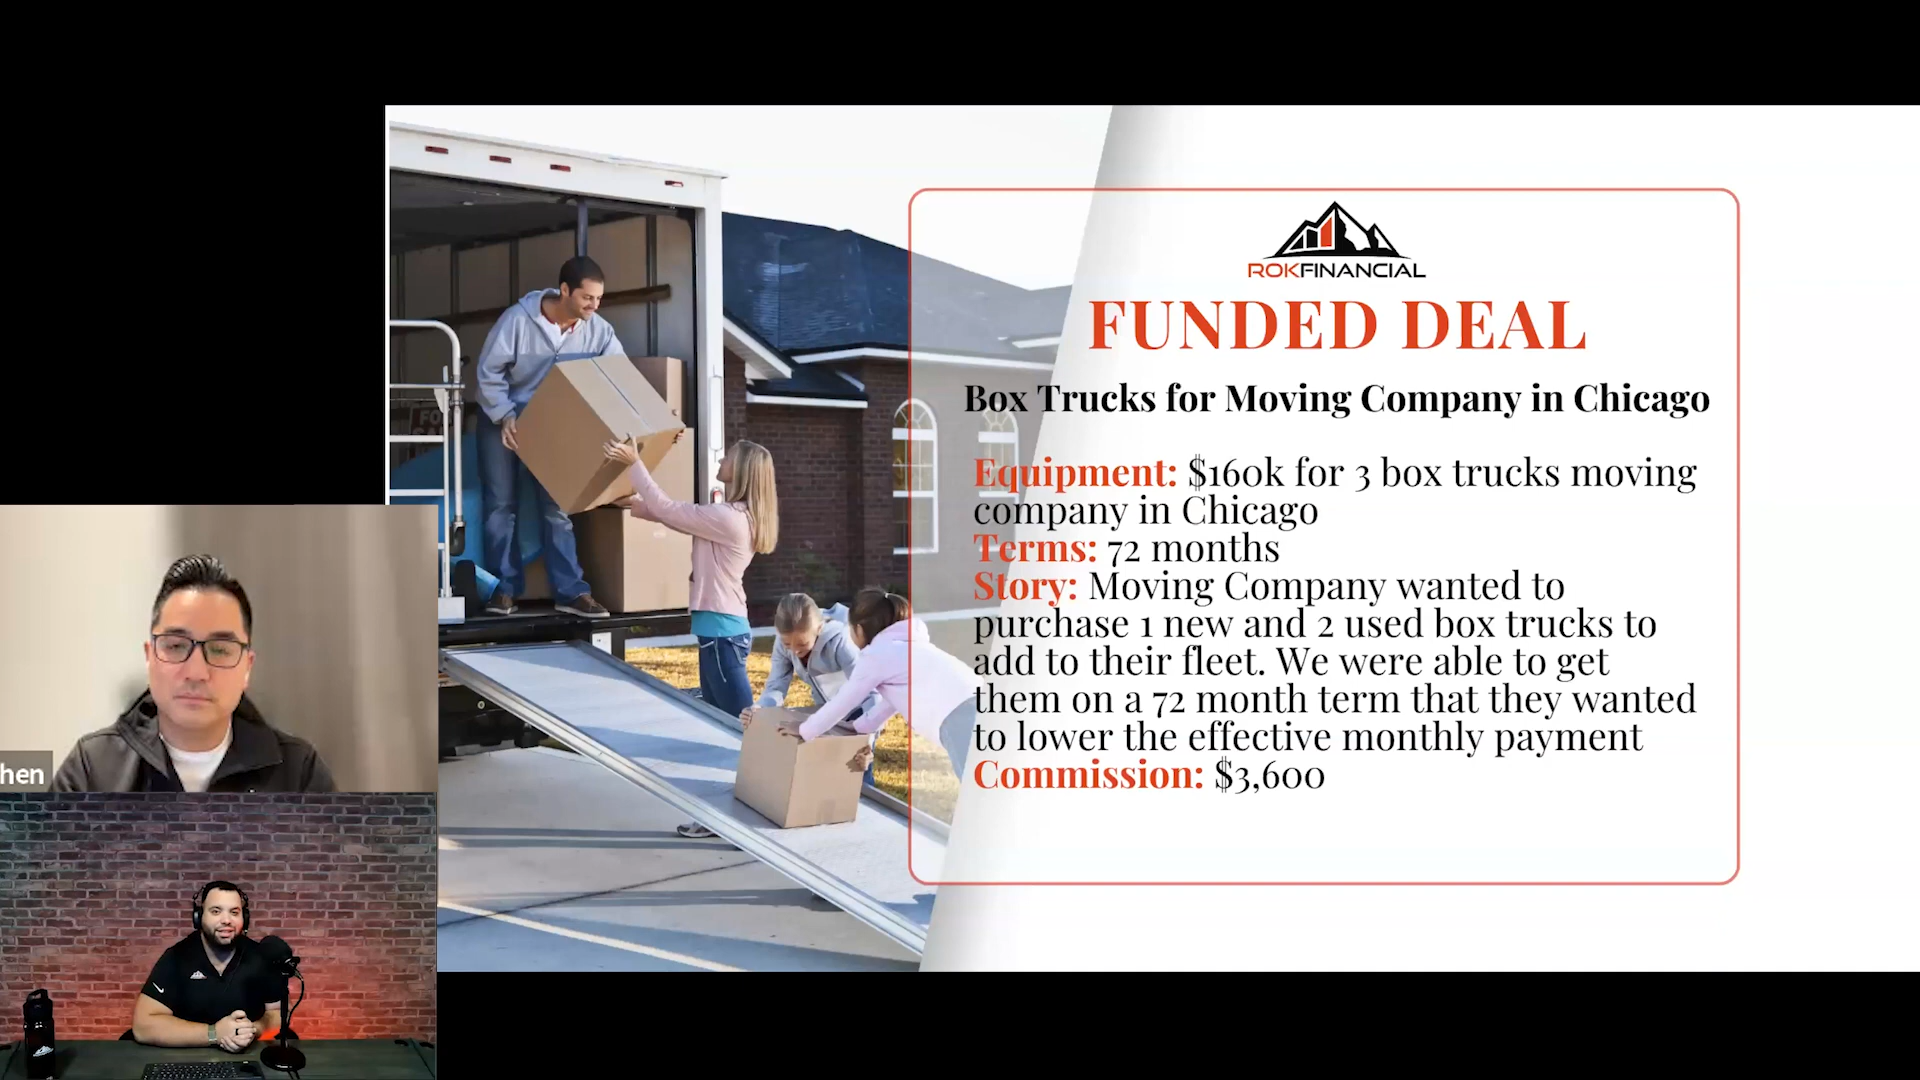 ROKFINANCIAL
FUNDED DEAL
Box Trucks for Moving Company in Chicago
Equipment: $160k for 3 box trucks moving
company in Chicago
Terms: 72 months
Story: Moving Company wanted to
purchase 1 new and 2 used box trucks to
add to their fleet. We were able to get
them on a 72 month term that they wanted
to lower the effective monthly payment
Commission: $3,600
hen